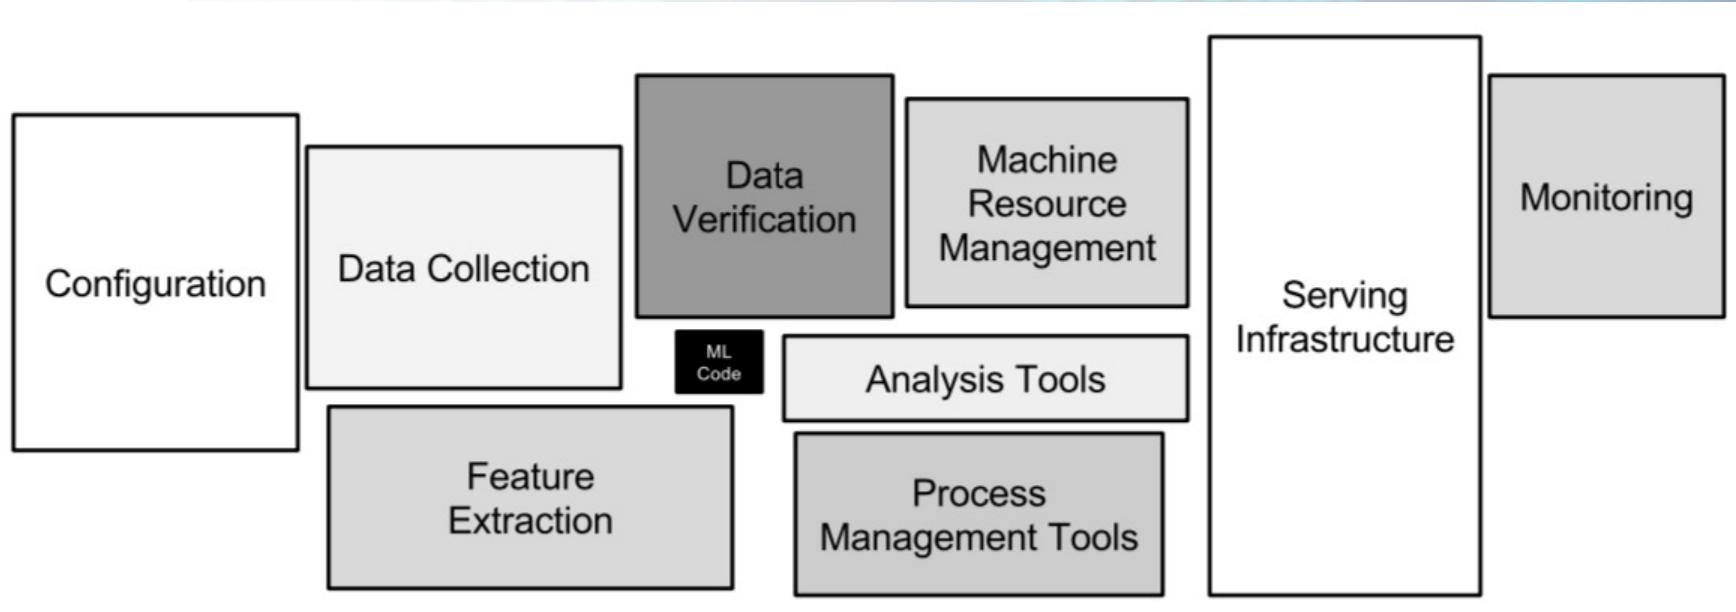 Configuration
Data Collection
Data
Verification
Machine
Resource
Management
Serving
Infrastructure
Monitoring
ML
Code
Analysis Tools
Feature
Extraction
Process
Management Tools